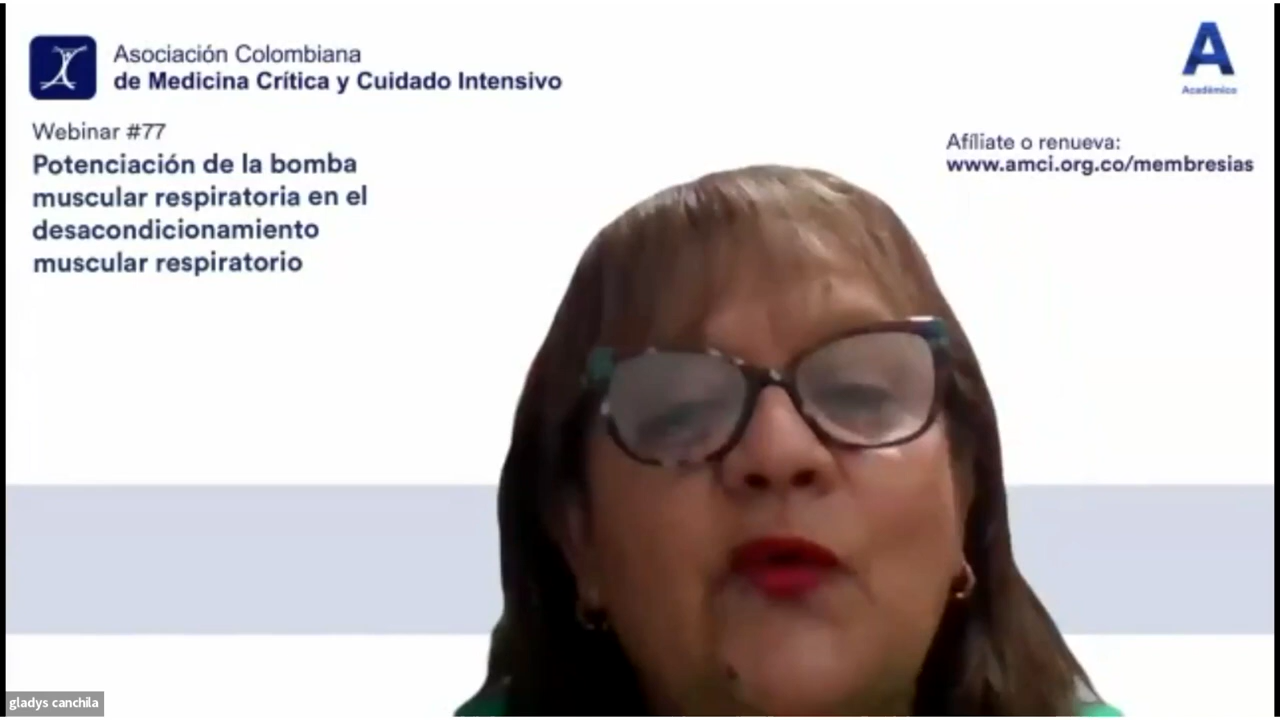 Asociación Colombiana
de Medicina Crítica y Cuidado Intensivo
A
Académico
Webinar #77
Potenciación de la bomba
muscular respiratoria en el
desacondicionamiento
muscular respiratorio
Afíliate o renueva:
www.amci.org.co/membresias
gladys canchila